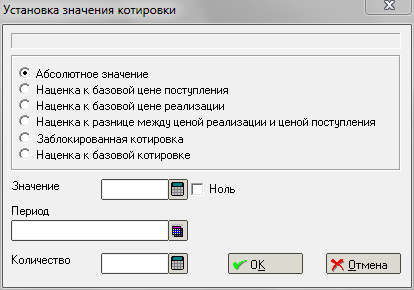 Установка значения котировки
Абсолютное значение
Наценка к базовой цене поступления
Наценка к базовой цене реализации
Наценка к разнице между ценой реализации и ценой поступления
Заблокированная котировка
Наценка к базовой котировке
Значение
Ноль
Период
Количество
OK
Отмена